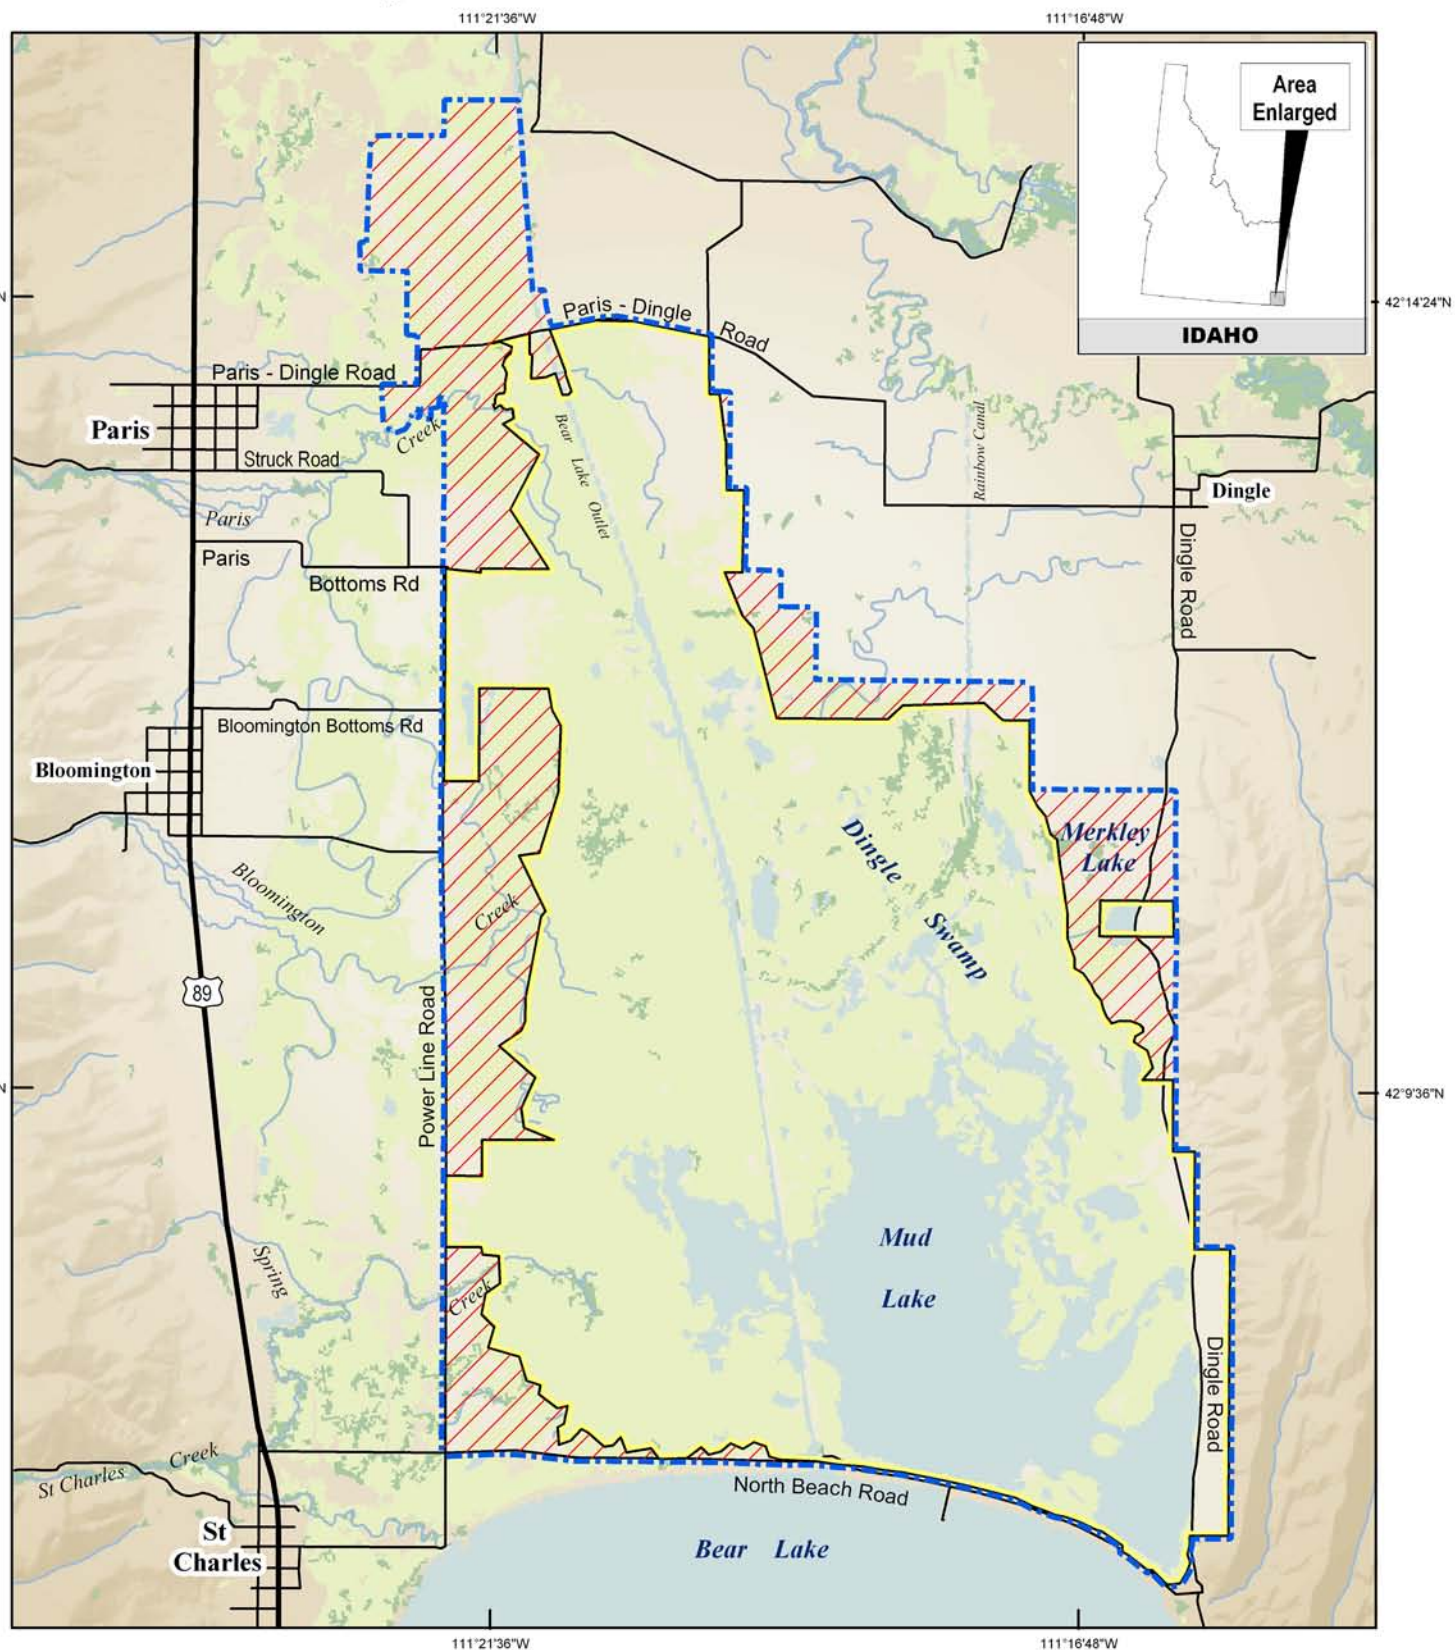 111°21'36"W
111°16'48"W
Area
Enlarged
IDAHO
42°14'24"N
N
Paris - Dingle
Road
Paris - Dingle Road
Paris
Creek
Struck Road
Bear
Lake
Outlet
Rainbow Canal
Dingle
Paris
Paris
Bottoms Rd
Dingle Road
Bloomington Bottoms Rd
Bloomington
Merkley
Lake
Dingle
Swamp
Bloomington
Creek
89
Power Line Road
N
42°9'36"N
Mud
Lake
Spring
Creek
Dingle Road
St Charles
Creek
North Beach Road
St
Charles
Bear Lake
111°21'36"W
111°16'48"W